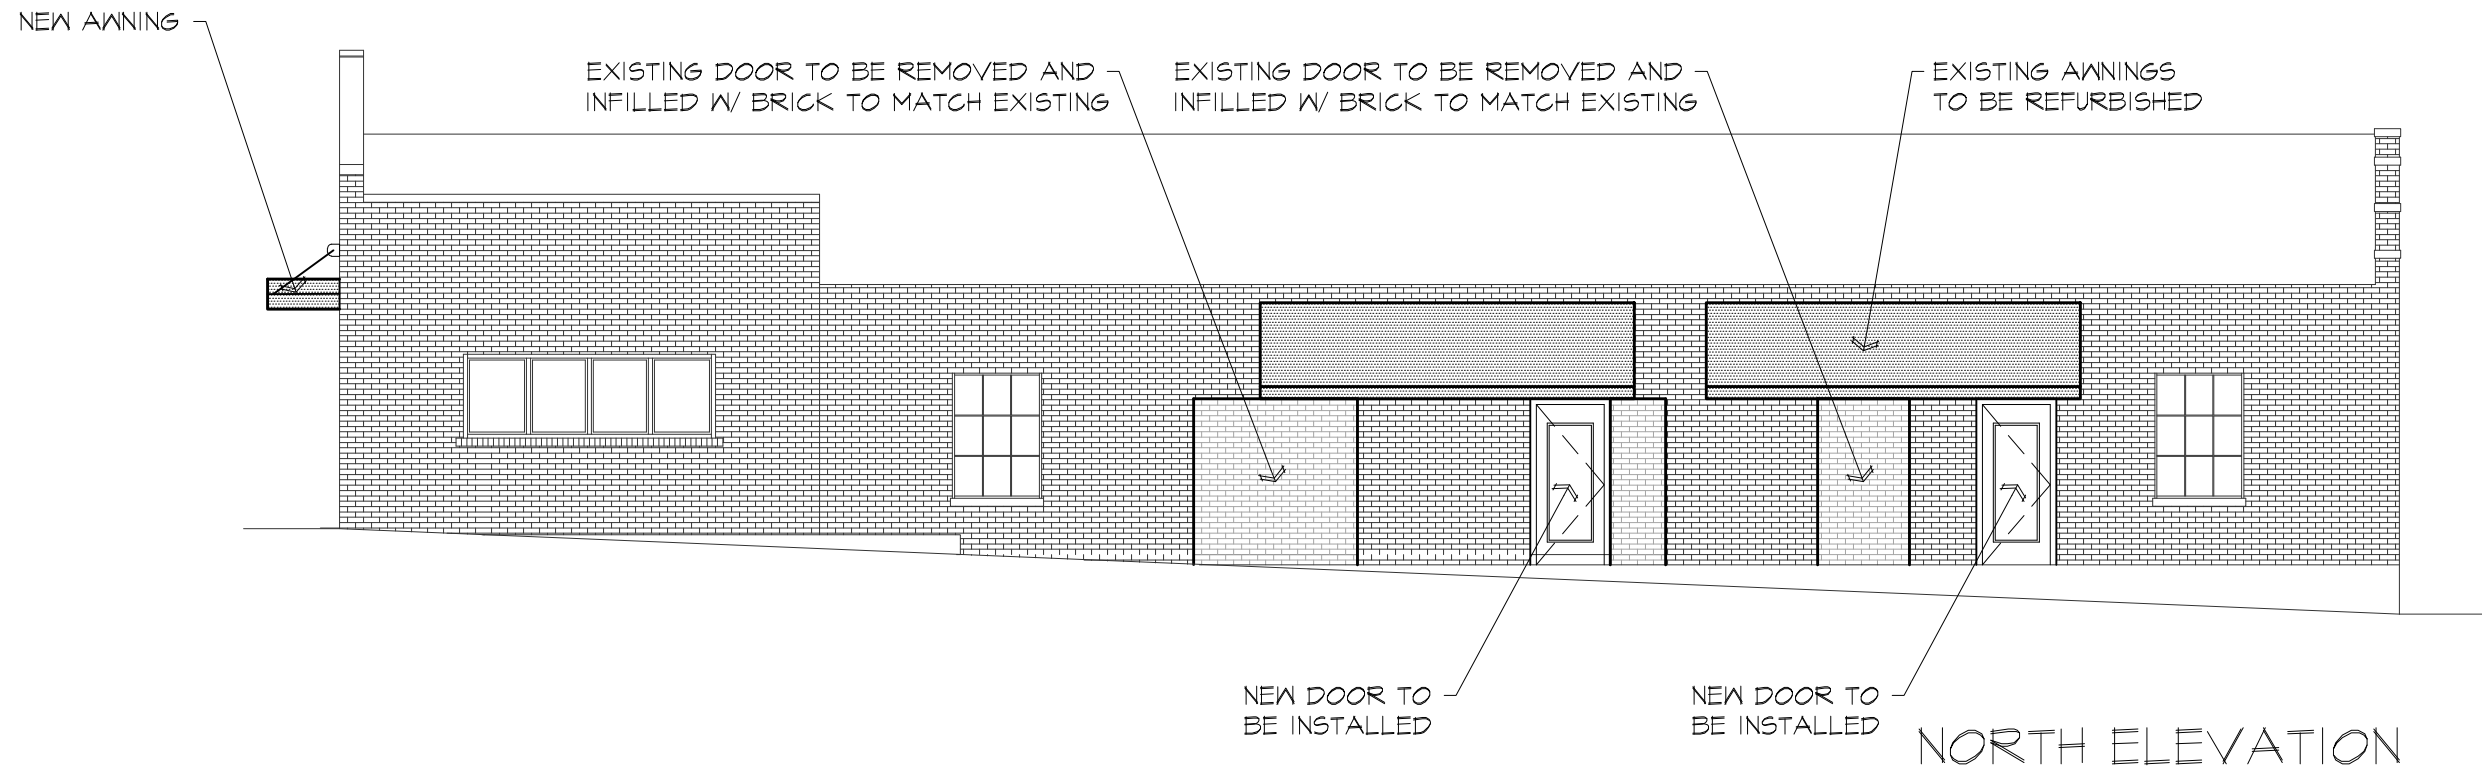 NEW AWNING
EXISTING DOOR TO BE REMOVED AND
INFILLED W/ BRICK TO MATCH EXISTING
EXISTING DOOR TO BE REMOVED AND
INFILLED W/ BRICK TO MATCH EXISTING
EXISTING AWNINGS
TO BE REFURBISHED
NEW DOOR TO
BE INSTALLED
NEW DOOR TO
BE INSTALLED
NORTH ELEVATION